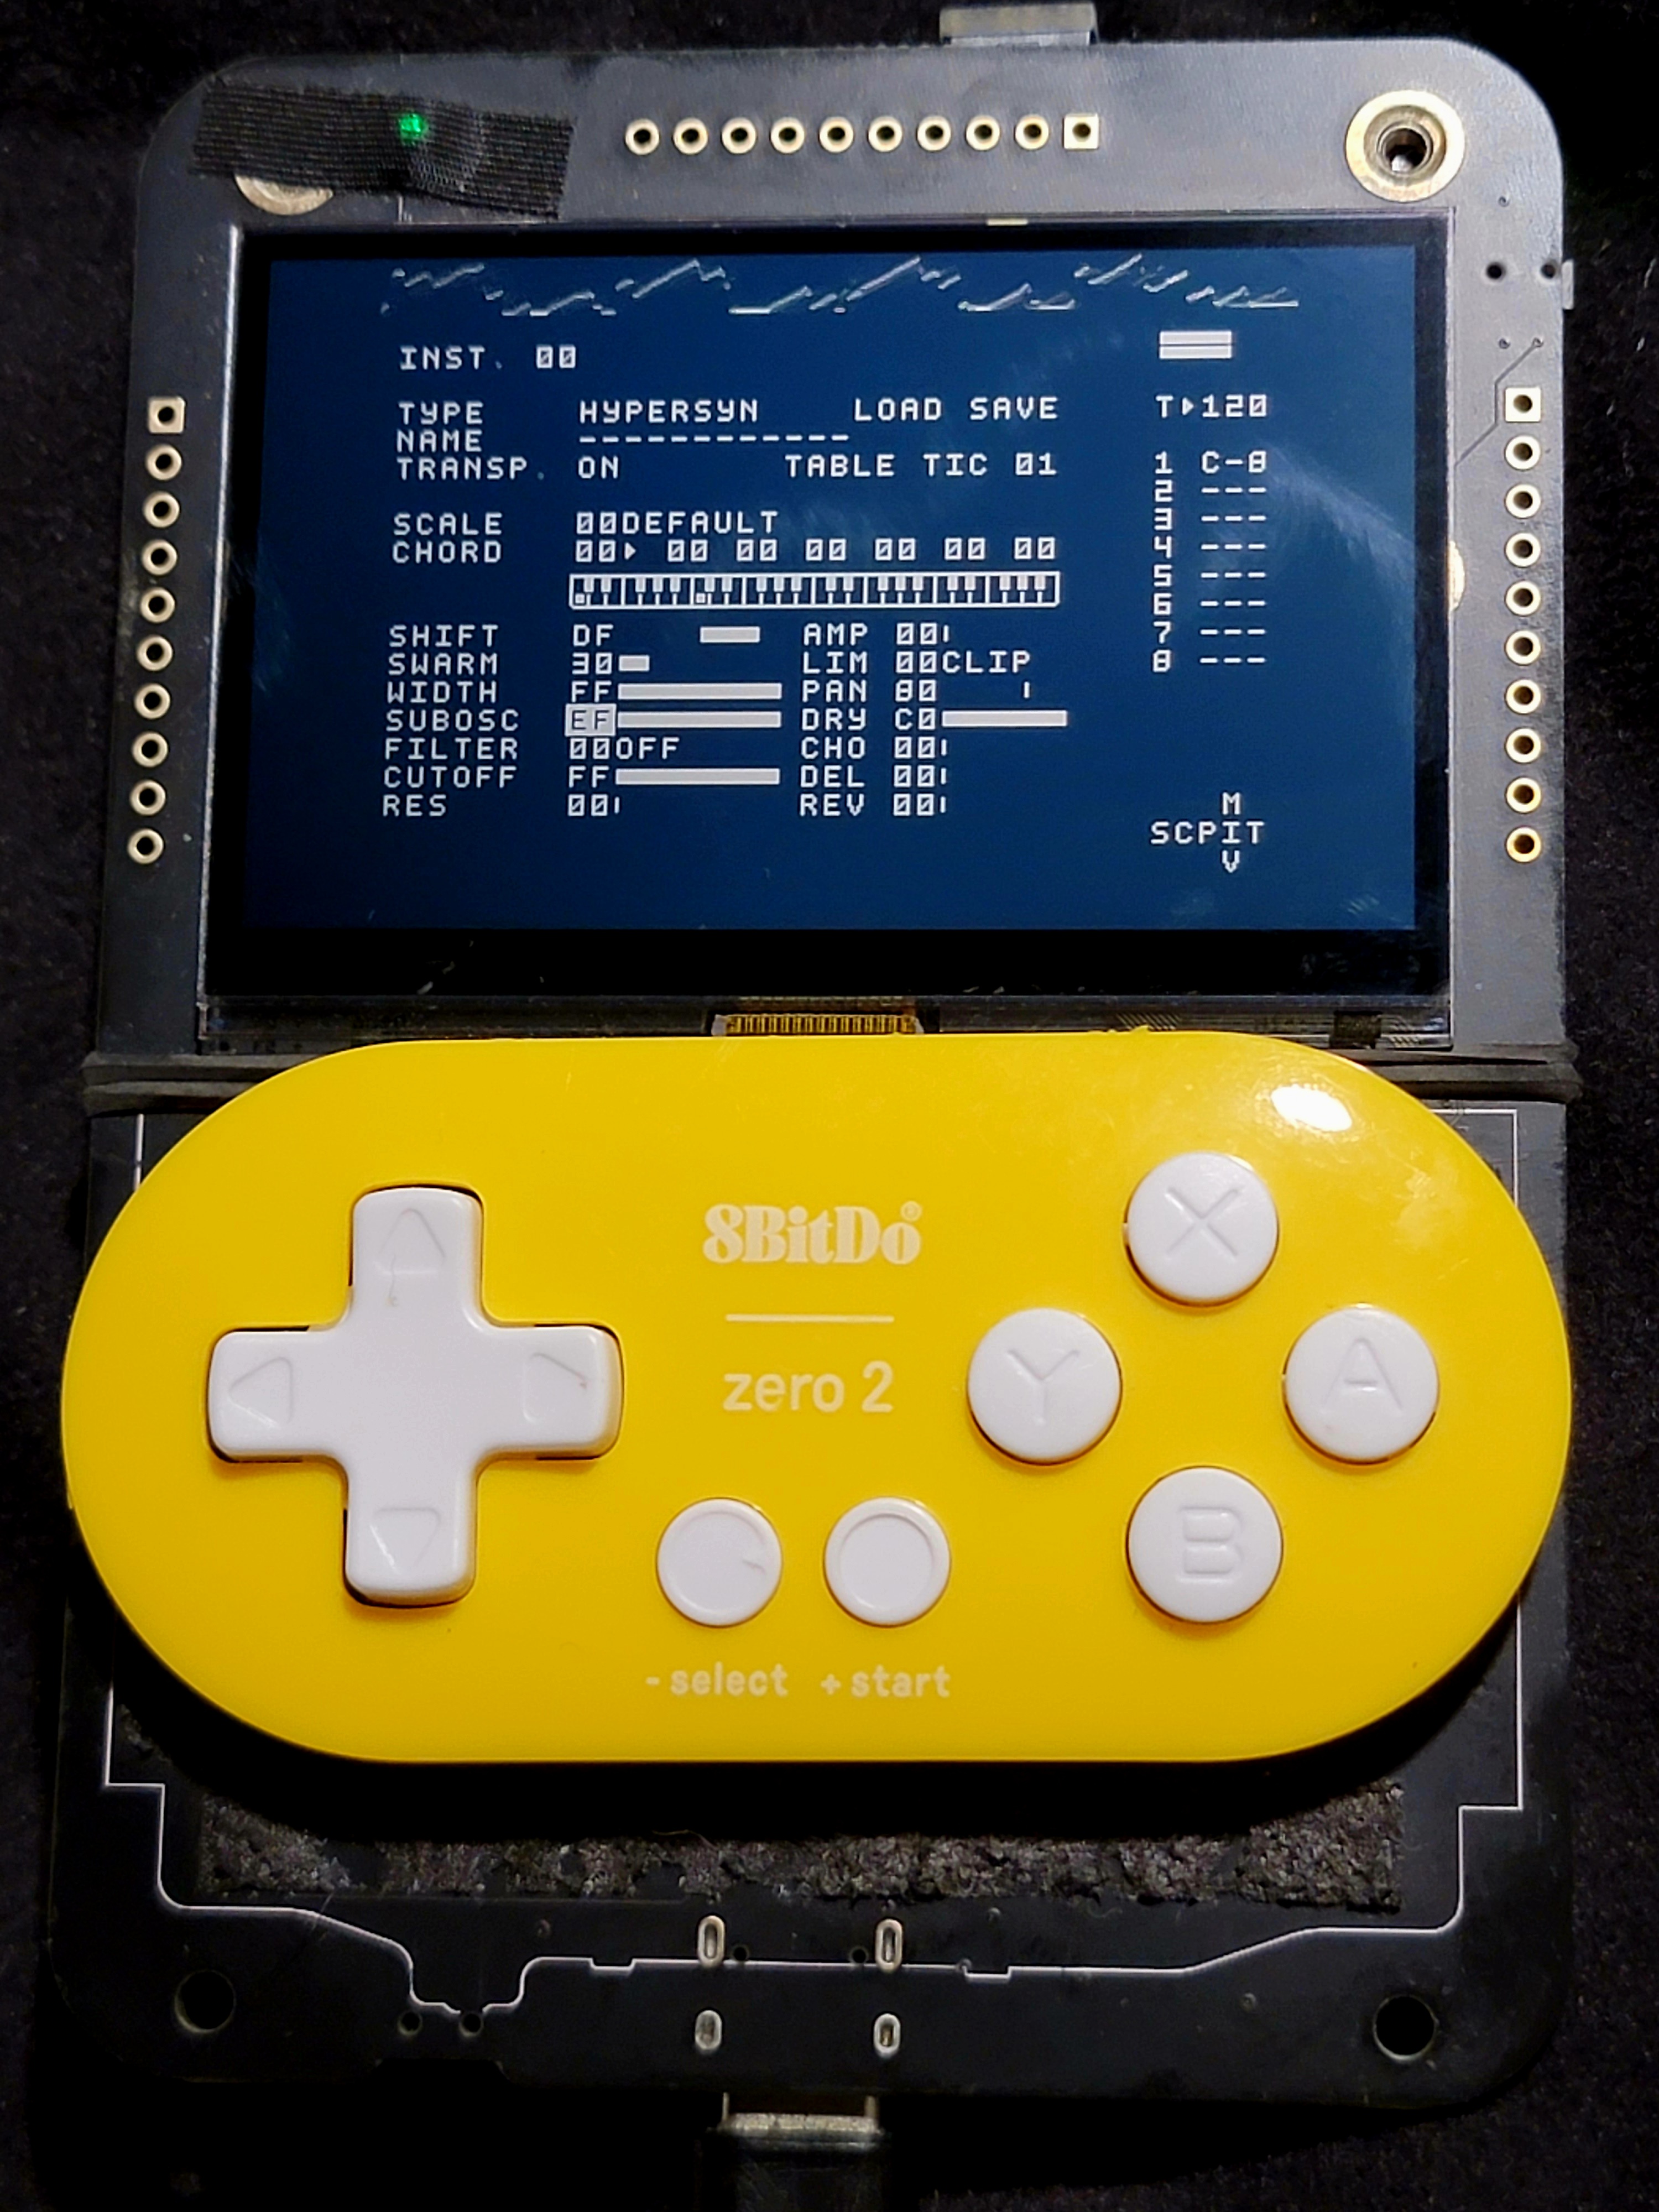 INST. 00
TYPE HYPERSYN LOAD SAVE T▸120
NAME ------------
TRANSP. ON TABLE TIC 01 1 C-8
2 ---
SCALE 00DEFAULT 3 ---
CHORD 00▸ 00 00 00 00 00 00 4 ---
5 ---
6 ---
SHIFT DF AMP 00 7 ---
SWARM 30 LIM 00CLIP 8 ---
WIDTH FF PAN 80
SUBOSC EF DRY C0
FILTER 00OFF CHO 00
CUTOFF FF DEL 00
RES 00 REV 00 M
SCPIT
V
8BitDo®
zero 2
X
Y A
B
- select + start